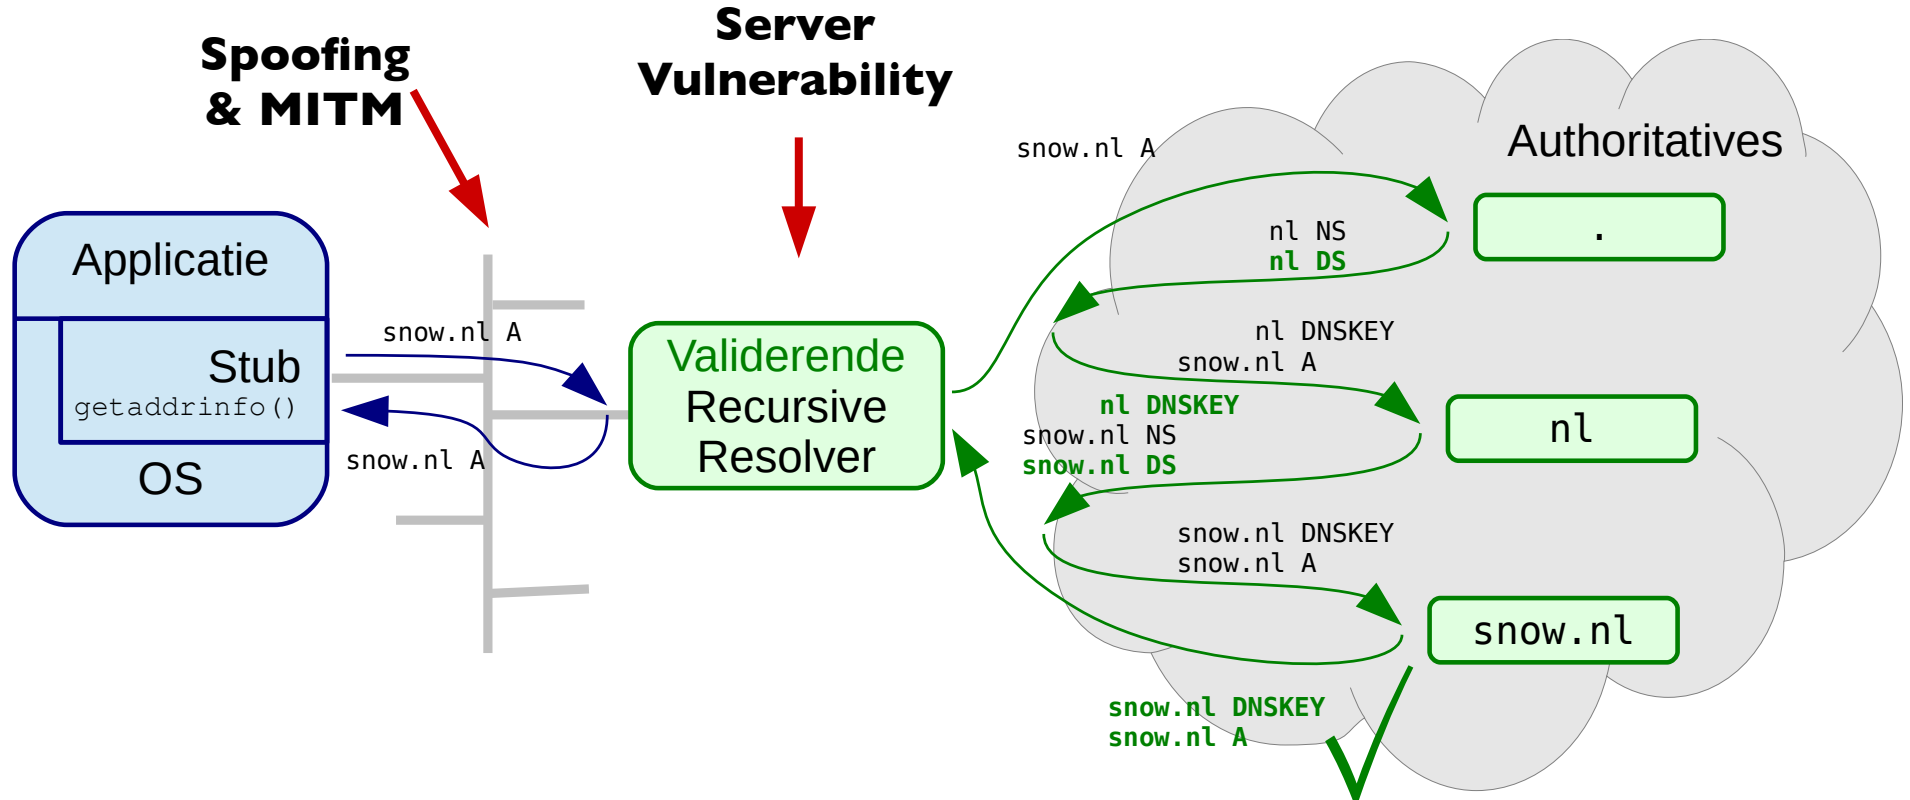 Spoofing
& MITM
Server
Vulnerability
Applicatie
Stub
getaddrinfo()
OS
snow.nl A
snow.nl A
Validerende
Recursive
Resolver
Authoritatives
snow.nl A
.
nl NS
nl DS
nl DNSKEY
snow.nl A
nl
nl DNSKEY
snow.nl NS
snow.nl DS
snow.nl DNSKEY
snow.nl A
snow.nl
snow.nl DNSKEY
snow.nl A